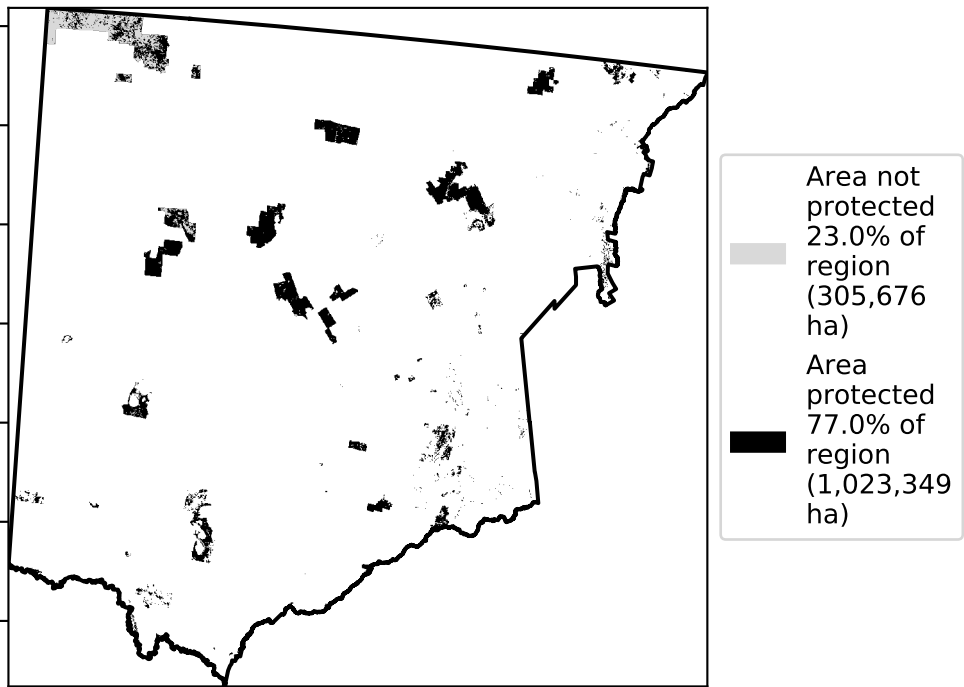 Area not
protected
23.0% of
region
(305,676
ha)
Area
protected
77.0% of
region
(1,023,349
ha)